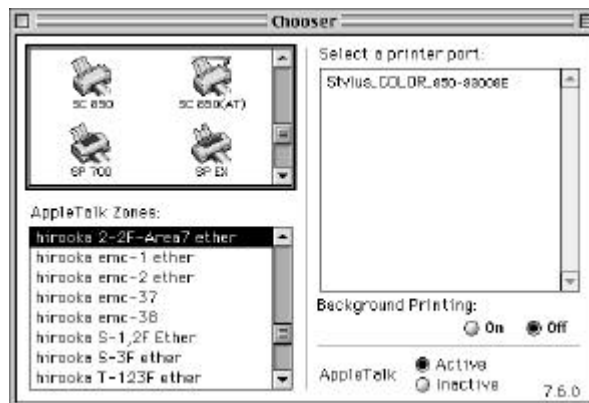 Chooser
SC 850
SC 850(AT)
SP 700
SP EX
AppleTalk Zones:
hirooka 2-2F-Area7 ether
hirooka emc-1 ether
hirooka emc-2 ether
hirooka emc-37
hirooka emc-38
hirooka S-1,2F Ether
hirooka S-3F ether
hirooka T-123F ether
Select a printer port:
Stylus_COLOR_850-93008E
Background Printing:
On Off
AppleTalk
Active
Inactive
7.6.0